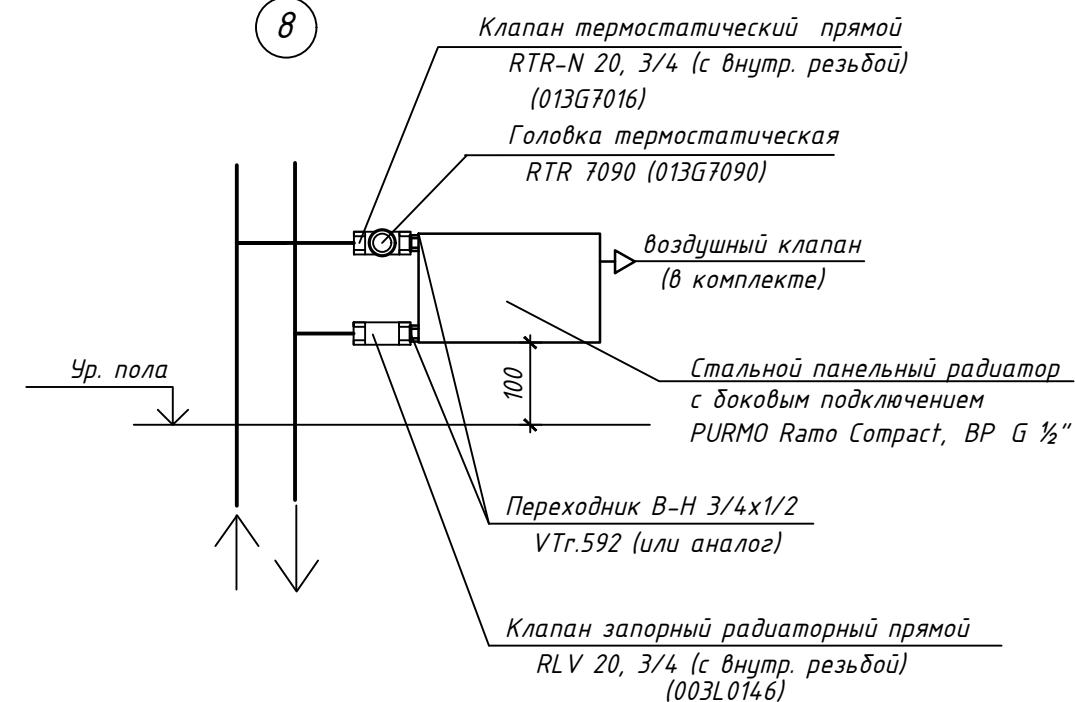 8
Клапан термостатический прямой
RTR-N 20, 3/4 (с внутр. резьбой)
(013G7016)
Головка термостатическая
RTR 7090 (013G7090)
воздушный клапан
(в комплекте)
Ур. пола
100
Стальной панельный радиатор
с боковым подключением
PURMO Ramo Compact, ВР G ½"
Переходник В-Н 3/4х1/2
VTr.592 (или аналог)
Клапан запорный радиаторный прямой
RLV 20, 3/4 (с внутр. резьбой)
(003L0146)